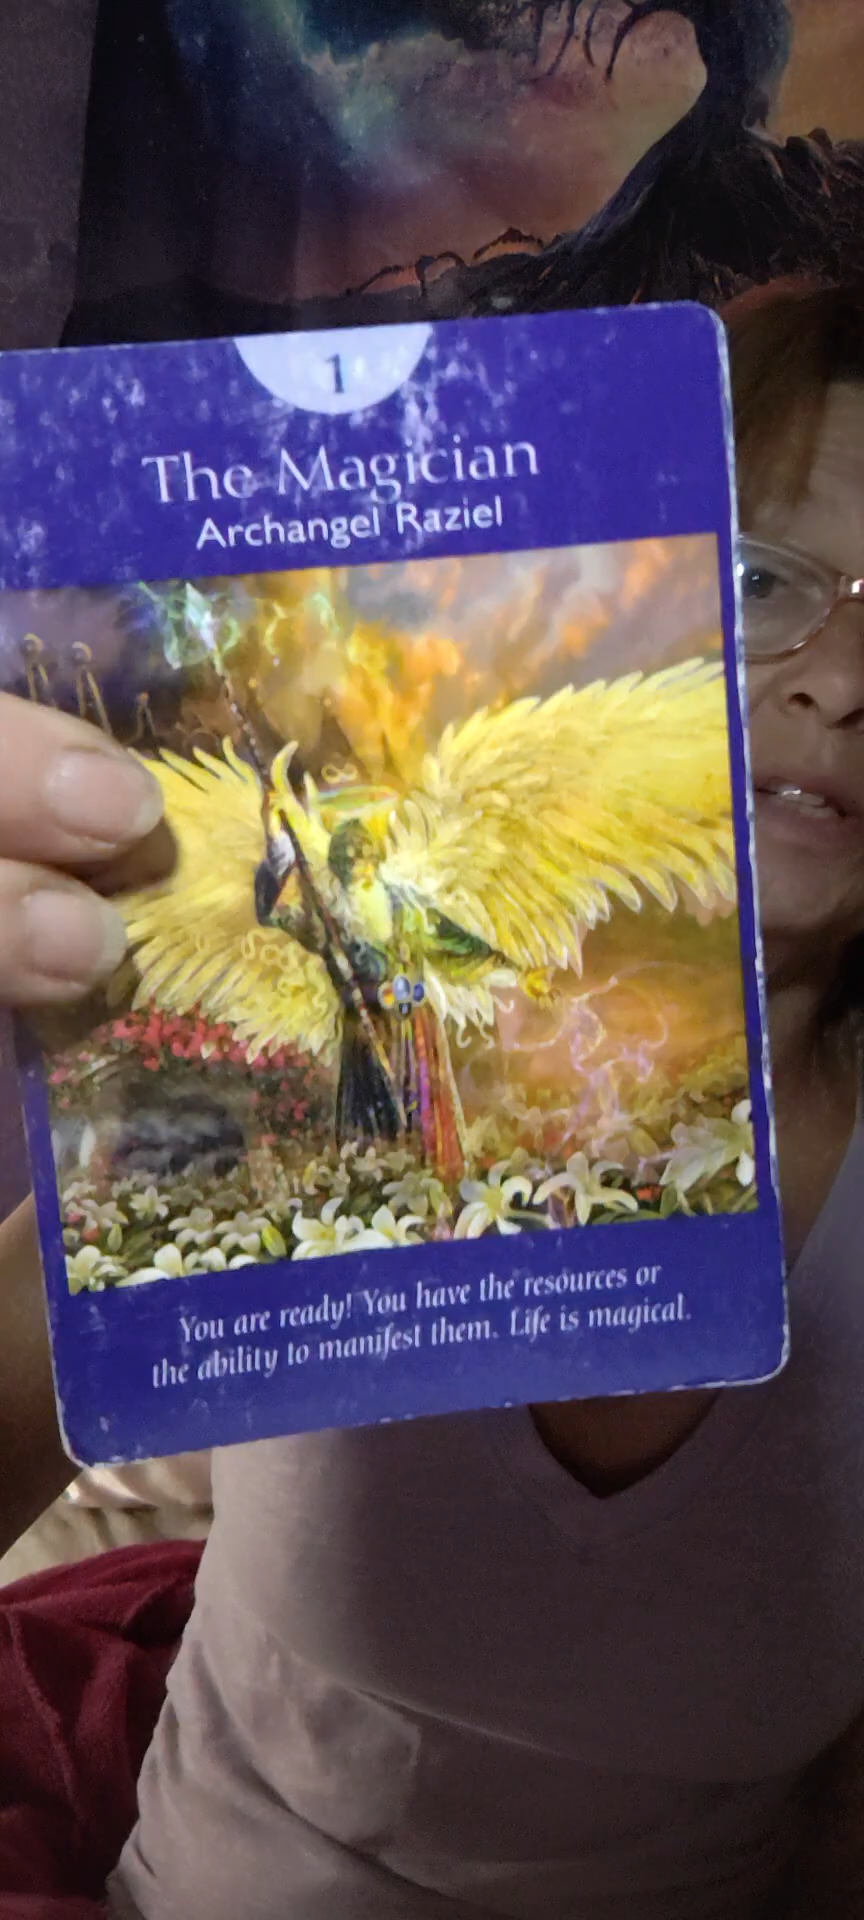 1
The Magician
Archangel Raziel
You are ready! You have the resources or
the ability to manifest them. Life is magical.